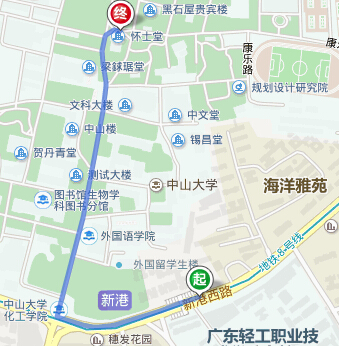 终
黑石屋贵宾楼
怀士堂
康乐路
梁銶琚堂
规划设计研究院
文科大楼
中文堂
中山楼
锡昌堂
贺丹青堂
测试大楼
中山大学
海洋雅苑
图书馆生物学
科图书分馆
外国语学院
地铁8号线
外国留学生楼
起
新港
新港西路
中山大学
化工学院
穗发花园
广东轻工职业技